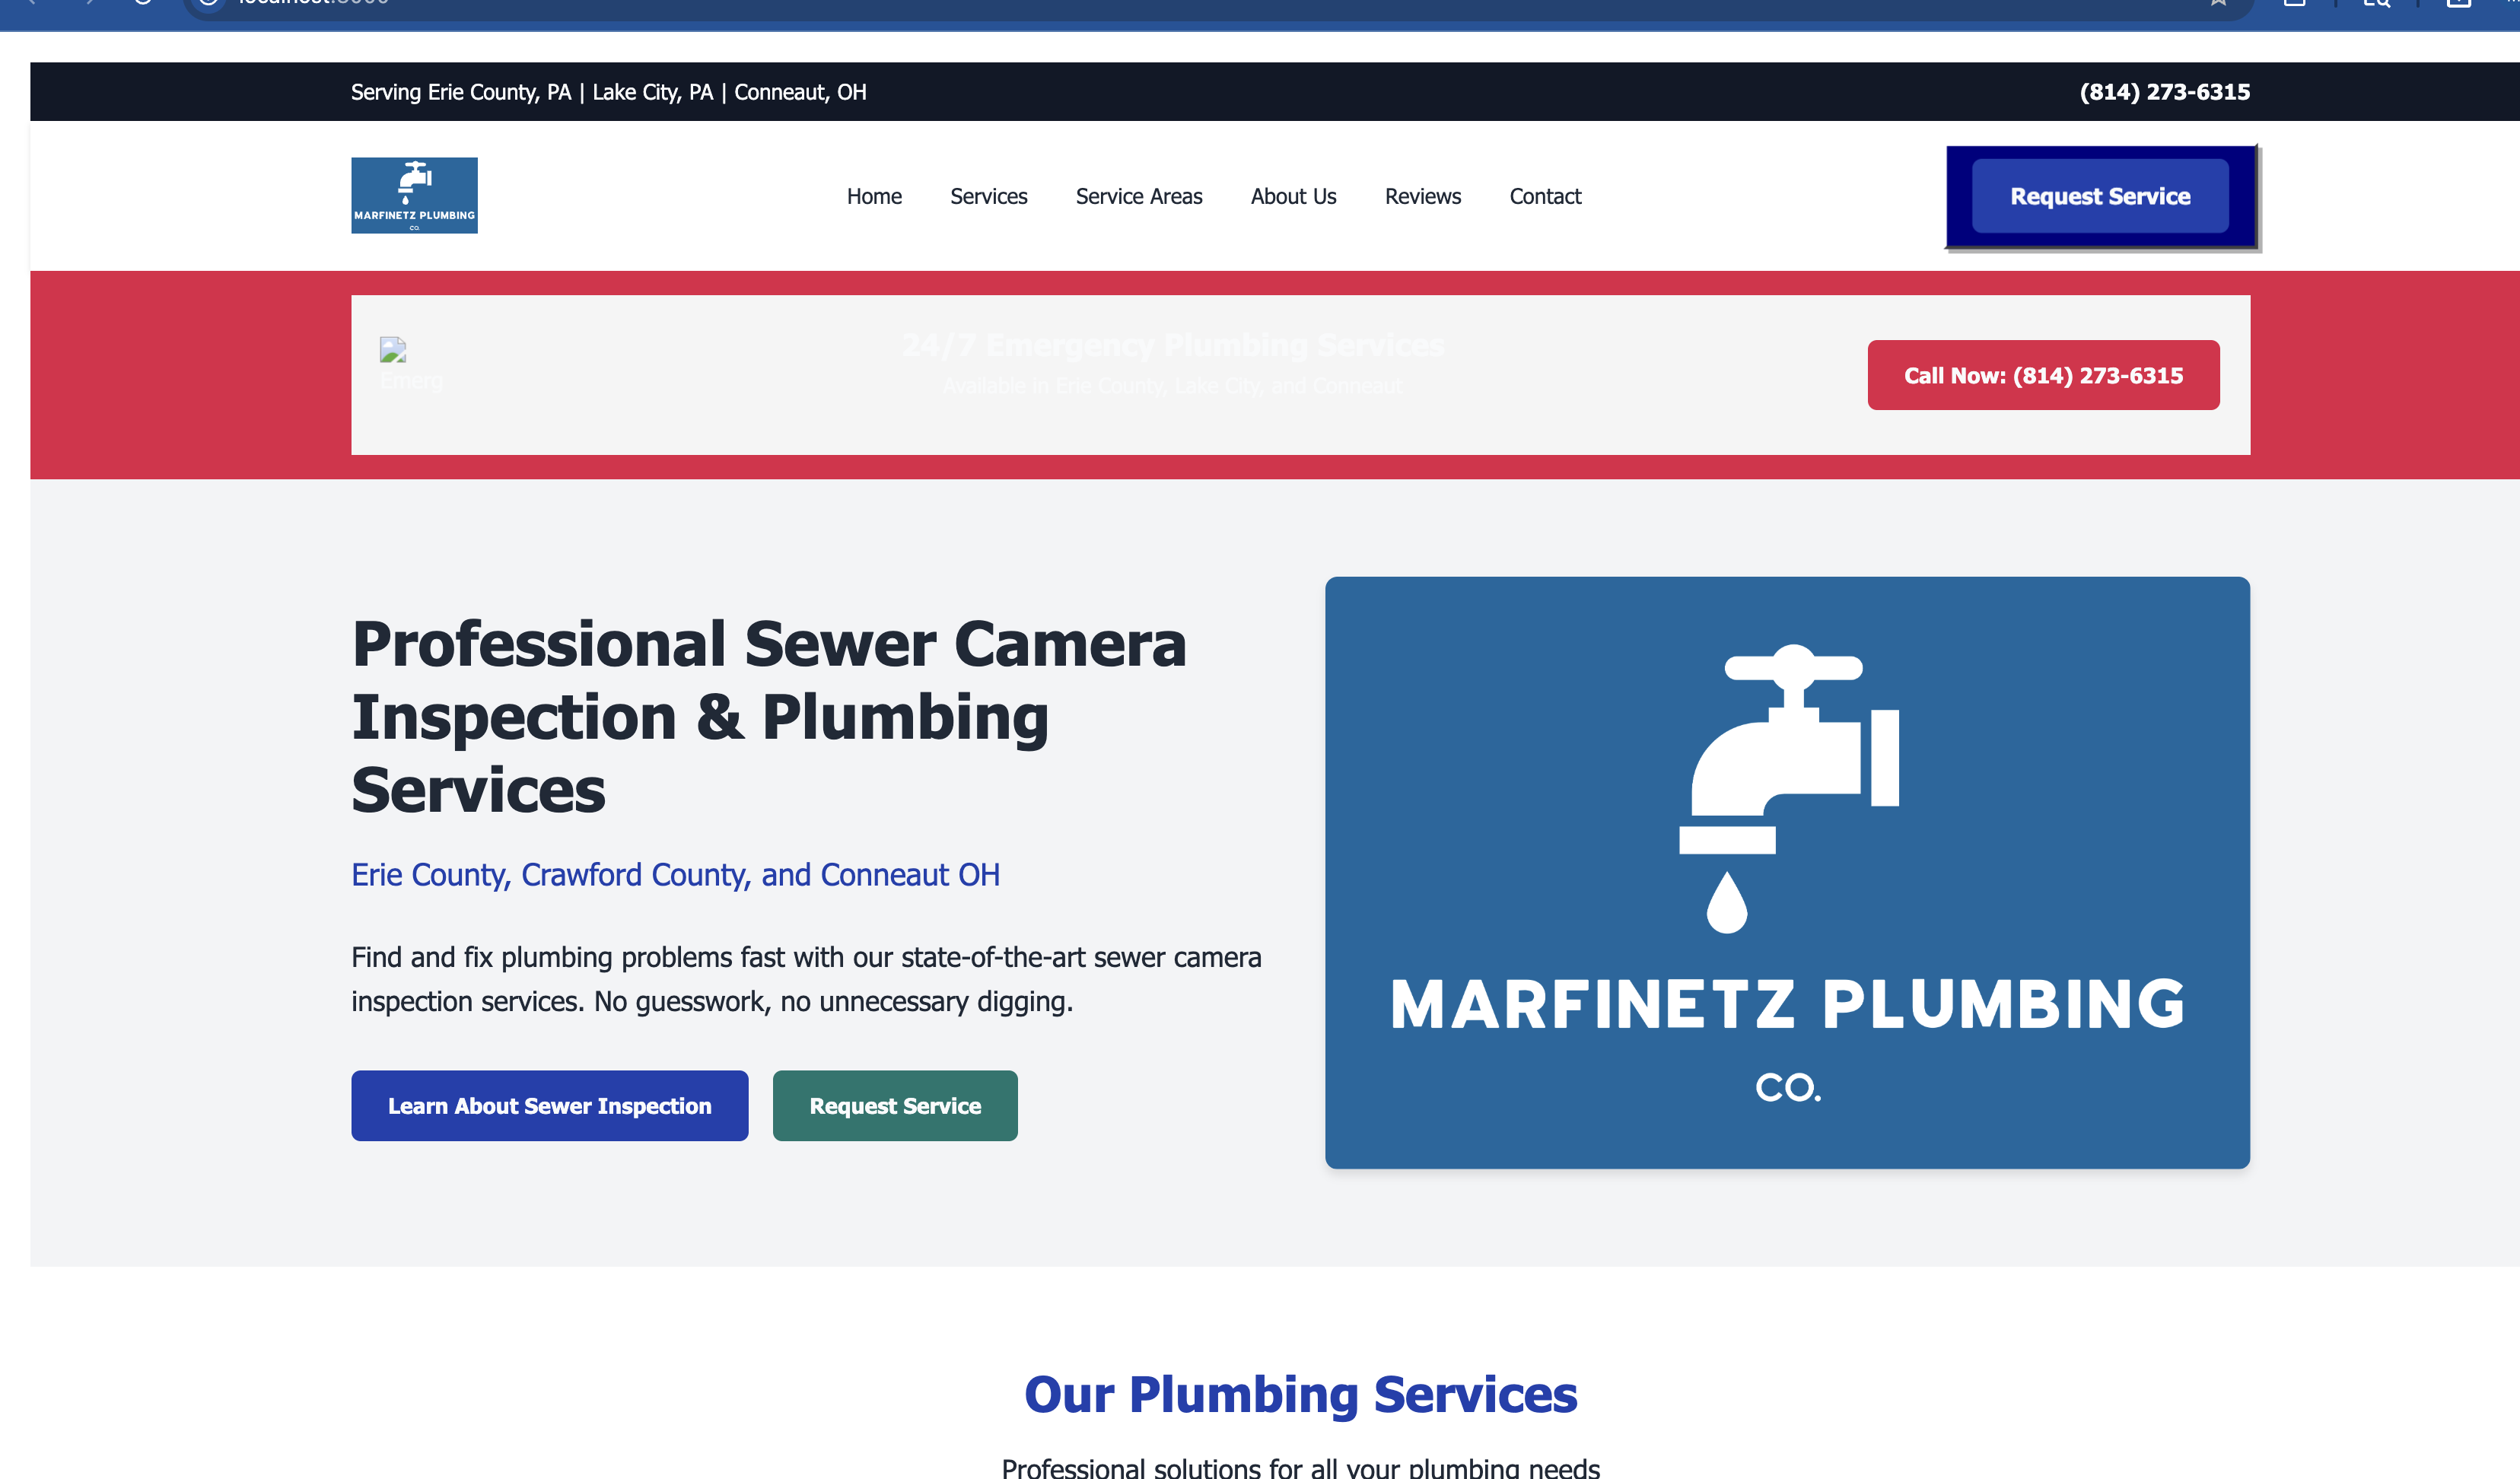 Serving Erie County, PA | Lake City, PA | Conneaut, OH
(814) 273-6315
MARFINETZ PLUMBING
CO.
Home
Services
Service Areas
About Us
Reviews
Contact
Request Service
Emerg
24/7 Emergency Plumbing Services
Available in Erie County, Lake City, and Conneaut
Call Now: (814) 273-6315
Professional Sewer Camera
Inspection & Plumbing
Services
Erie County, Crawford County, and Conneaut OH
Find and fix plumbing problems fast with our state-of-the-art sewer camera
inspection services. No guesswork, no unnecessary digging.
Learn About Sewer Inspection
Request Service
MARFINETZ PLUMBING
CO.
Our Plumbing Services
Professional solutions for all your plumbing needs